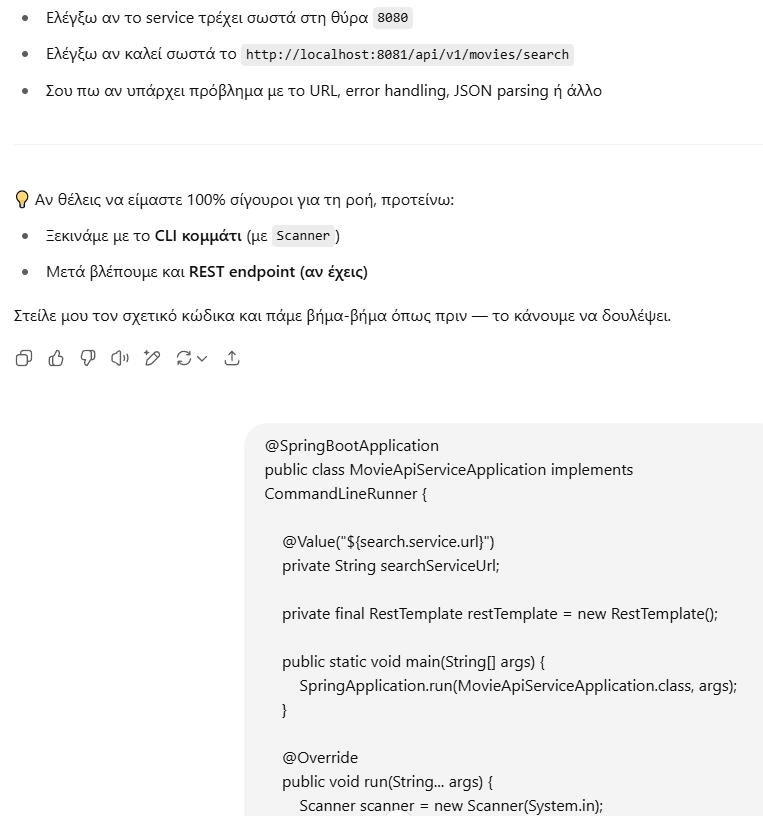 Ελέγξω αν το service τρέχει σωστά στη θύρα 8080
Ελέγξω αν καλεί σωστά το http://localhost:8081/api/v1/movies/search
Σου πω αν υπάρχει πρόβλημα με το URL, error handling, JSON parsing ή άλλο
Αν θέλεις να είμαστε 100% σίγουροι για τη ροή, προτείνω:
Ξεκινάμε με το CLI κομμάτι (με Scanner)
Μετά βλέπουμε και REST endpoint (αν έχεις)
Στείλε μου τον σχετικό κώδικα και πάμε βήμα-βήμα όπως πριν — το κάνουμε να δουλέψει.
@SpringBootApplication
public class MovieApiServiceApplication implements
CommandLineRunner {
@Value("${search.service.url}")
private String searchServiceUrl;
private final RestTemplate restTemplate = new RestTemplate();
public static void main(String[] args) {
SpringApplication.run(MovieApiServiceApplication.class, args);
}
@Override
public void run(String... args) {
Scanner scanner = new Scanner(System.in);